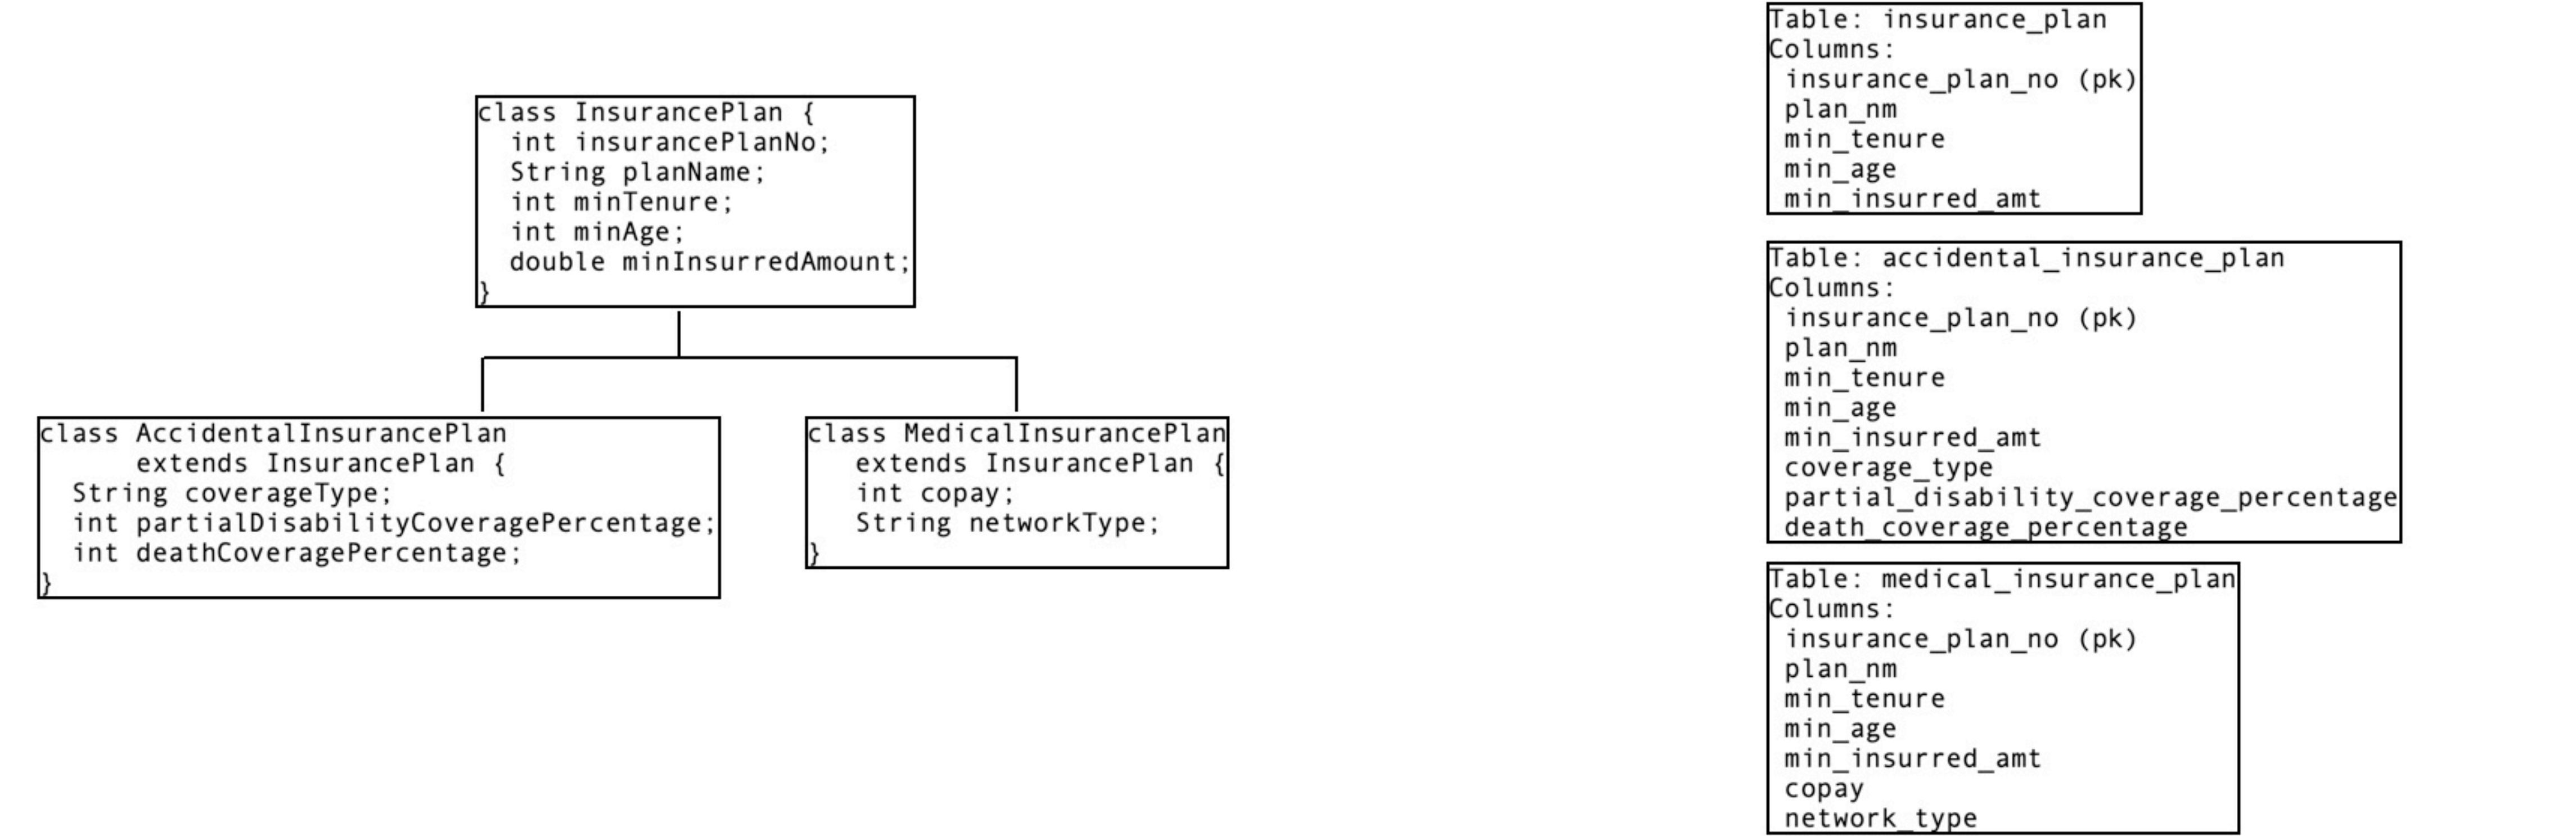 class InsurancePlan {
int insurancePlanNo;
String planName;
int minTenure;
int minAge;
double minInsurredAmount;
}
class AccidentalInsurancePlan
extends InsurancePlan {
String coverageType;
int partialDisabilityCoveragePercentage;
int deathCoveragePercentage;
}
class MedicalInsurancePlan
extends InsurancePlan {
int copay;
String networkType;
}
Table: insurance_plan
Columns:
insurance_plan_no (pk)
plan_nm
min_tenure
min_age
min_insurred_amt
Table: accidental_insurance_plan
Columns:
insurance_plan_no (pk)
plan_nm
min_tenure
min_age
min_insurred_amt
coverage_type
partial_disability_coverage_percentage
death_coverage_percentage
Table: medical_insurance_plan
Columns:
insurance_plan_no (pk)
plan_nm
min_tenure
min_age
min_insurred_amt
copay
network_type